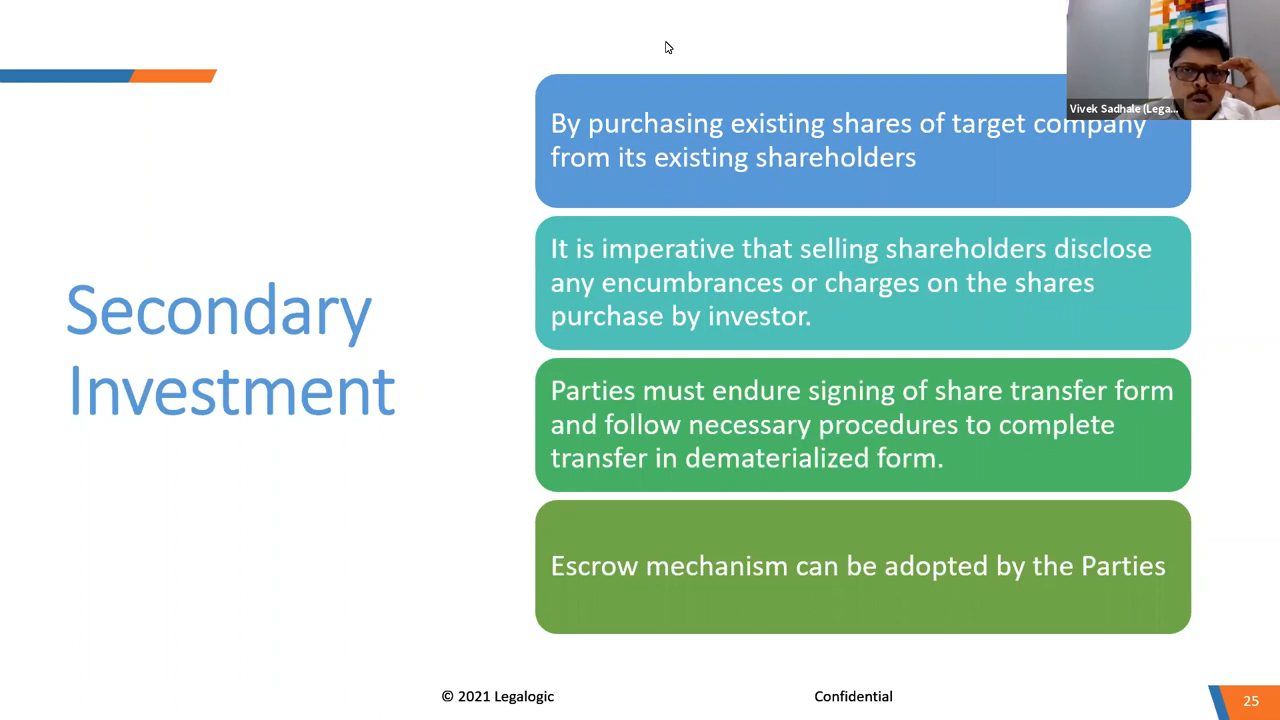 Vivek Sadhale (Lega...
By purchasing existing shares of target company
from its existing shareholders
It is imperative that selling shareholders disclose
any encumbrances or charges on the shares
purchase by investor.
Secondary
Investment
Parties must endure signing of share transfer form
and follow necessary procedures to complete
transfer in dematerialized form.
Escrow mechanism can be adopted by the Parties
© 2021 Legalogic
Confidential
25